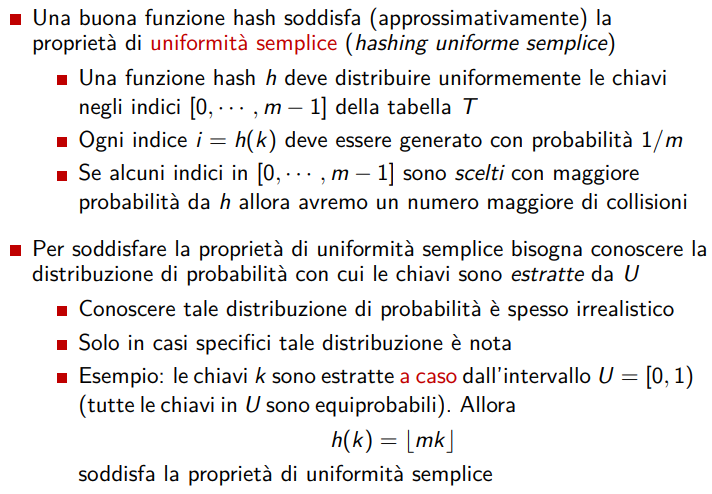 Una buona funzione hash soddisfa (approssimativamente) la
proprietà di uniformità semplice (hashing uniforme semplice)
Una funzione hash h deve distribuire uniformemente le chiavi
negli indici [0, ⋯ , m − 1] della tabella T
Ogni indice i = h(k) deve essere generato con probabilità 1/m
Se alcuni indici in [0, ⋯ , m − 1] sono scelti con maggiore
probabilità da h allora avremo un numero maggiore di collisioni
Per soddisfare la proprietà di uniformità semplice bisogna conoscere la
distribuzione di probabilità con cui le chiavi sono estratte da U
Conoscere tale distribuzione di probabilità è spesso irrealistico
Solo in casi specifici tale distribuzione è nota
Esempio: le chiavi k sono estratte a caso dall'intervallo U = [0, 1)
(tutte le chiavi in U sono equiprobabili). Allora
h(k) = ⌊mk⌋
soddisfa la proprietà di uniformità semplice